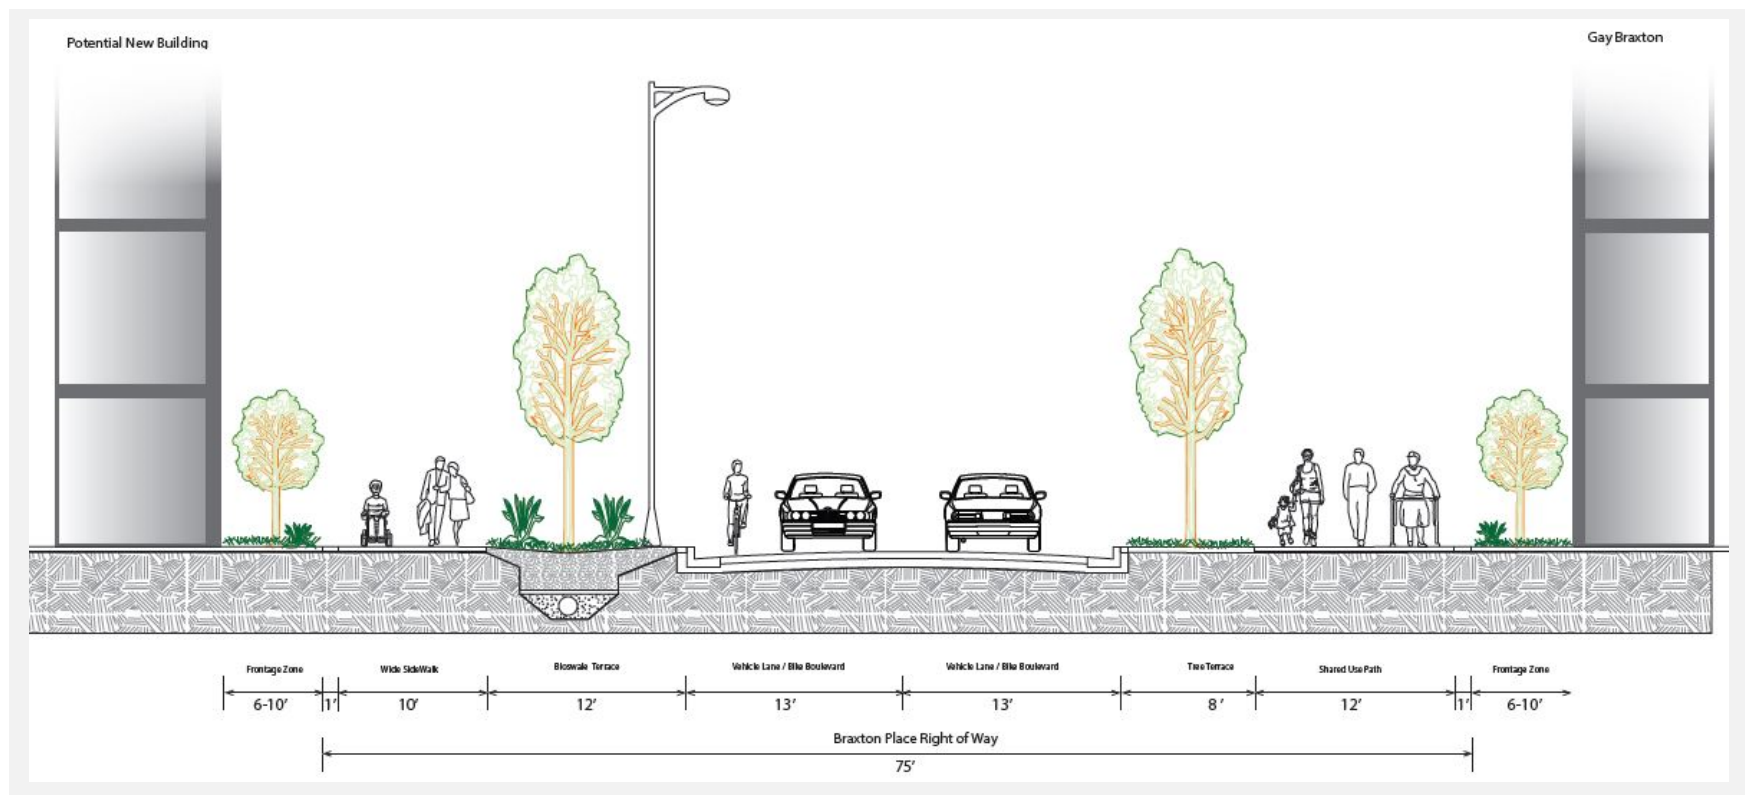 Potential New Building
Gay Braxton
Frontage Zone
Wide SideWalk
Bioswale Terrace
Vehicle Lane / Bike Boulevard
Vehicle Lane / Bike Boulevard
Tree Terrace
Shared Use Path
Frontage Zone
6-10'
1'
10'
12'
13'
13'
8 '
12'
1'
6-10'
Braxton Place Right of Way
75'